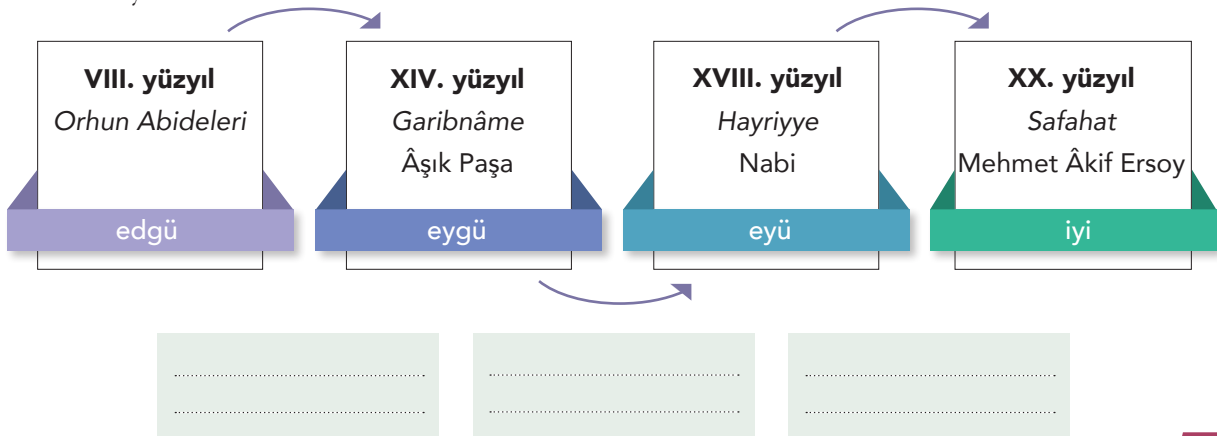 VIII. yüzyıl
Orhun Abideleri
edgü
XIV. yüzyıl
Garibnâme
Âşık Paşa
eygü
XVIII. yüzyıl
Hayriyye
Nabi
eyü
XX. yüzyıl
Safahat
Mehmet Âkif Ersoy
iyi